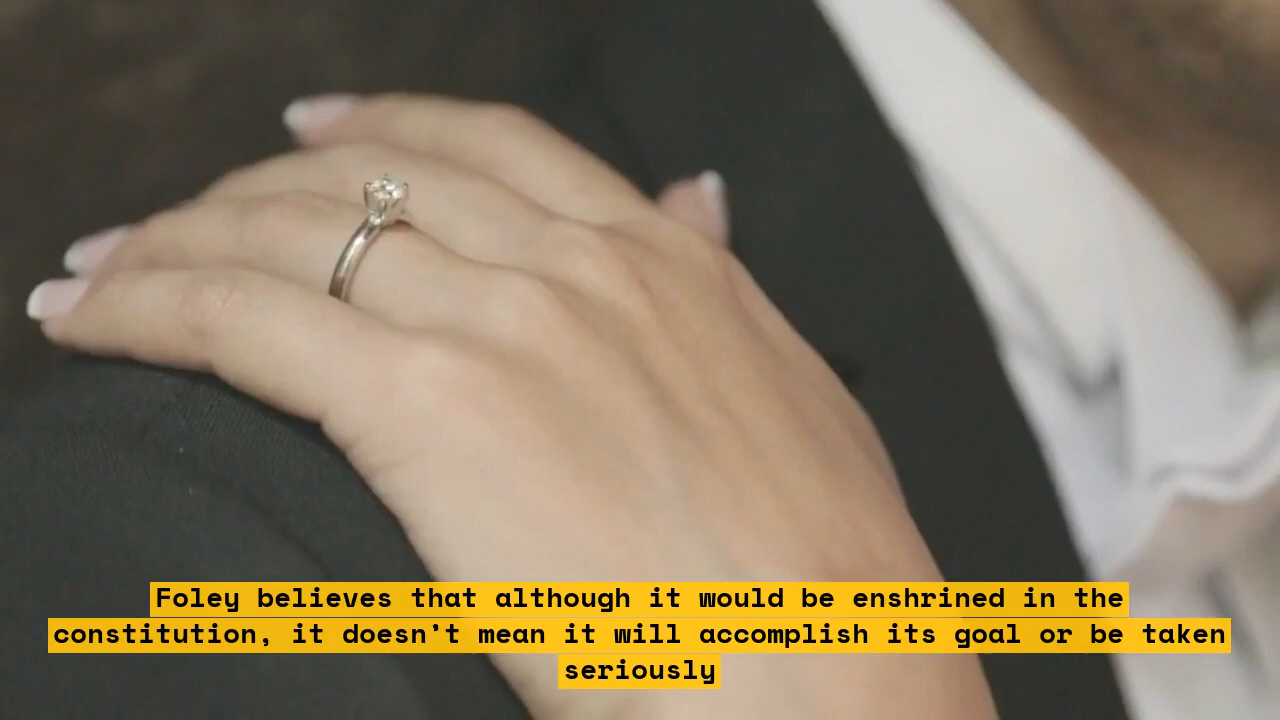 Foley believes that although it would be enshrined in the
constitution, it doesn't mean it will accomplish its goal or be taken
seriously